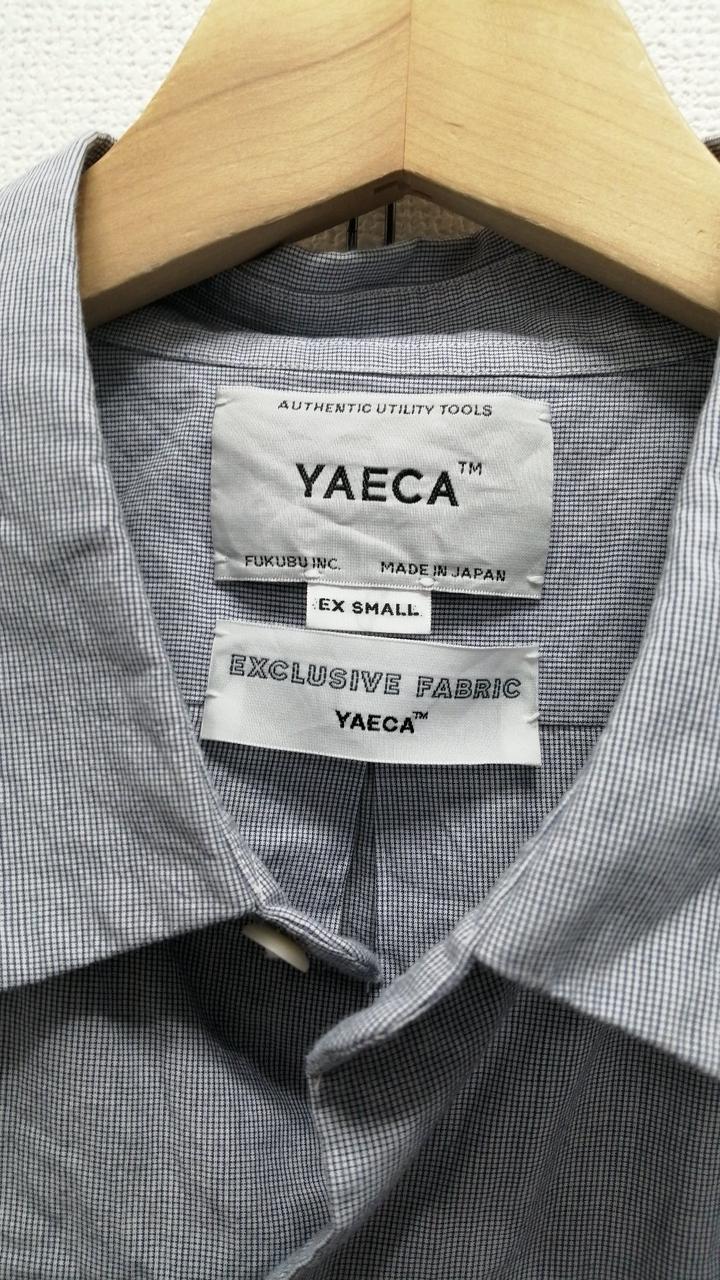 AUTHENTIC UTILITY TOOLS
YAECA™
FUKUBU INC. MADE IN JAPAN
EX SMALL
EXCLUSIVE FABRIC
YAECA™